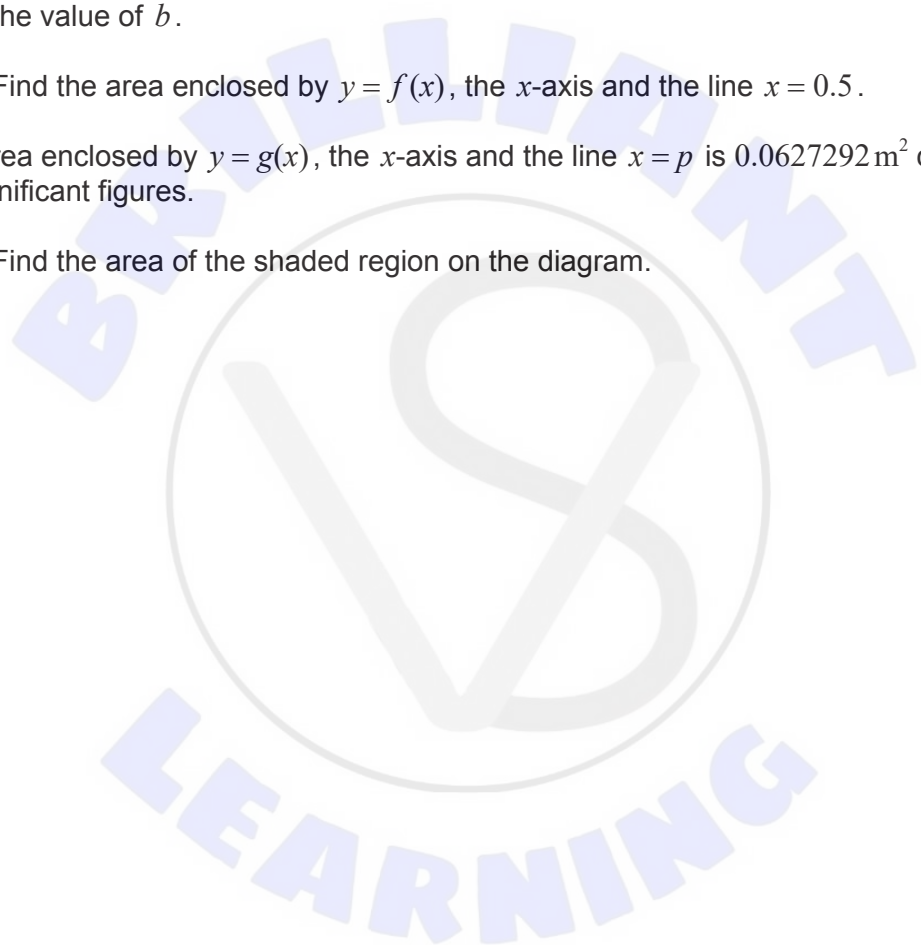 he value of b.
Find the area enclosed by y = f(x), the x-axis and the line x = 0.5.
rea enclosed by y = g(x), the x-axis and the line x = p is 0.0627292 m²
nificant figures.
Find the area of the shaded region on the diagram.
BRILLIANT
VS
LEARNING